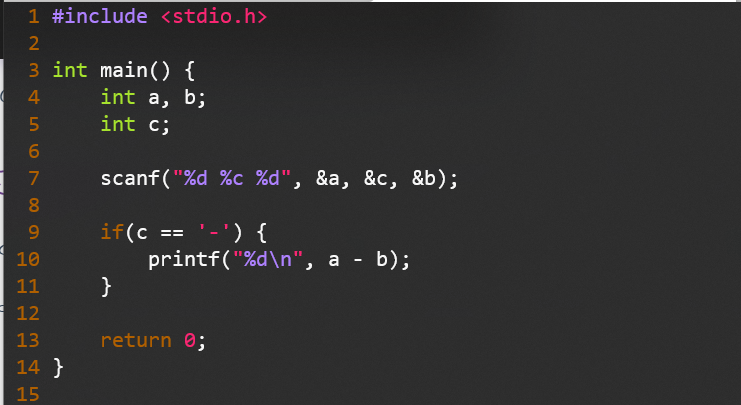 1 #include <stdio.h>
2
3 int main() {
4     int a, b;
5     int c;
6
7     scanf("%d %c %d", &a, &c, &b);
8
9     if(c == '-') {
10         printf("%d\n", a - b);
11     }
12
13     return 0;
14 }
15